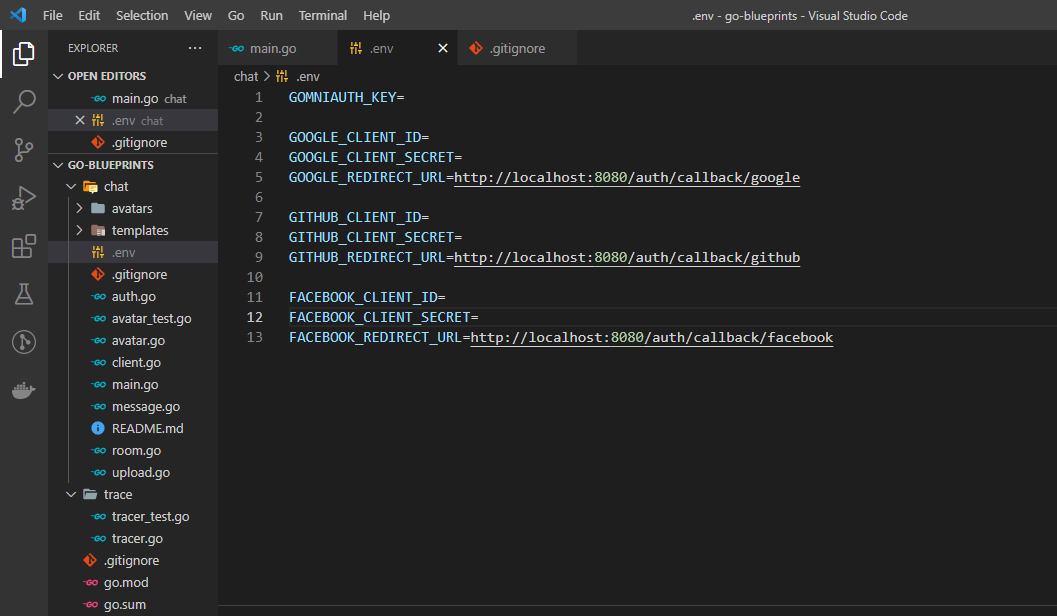 File Edit Selection View Go Run Terminal Help .env - go-blueprints - Visual Studio Code
EXPLORER ···
main.go .env .gitignore
OPEN EDITORS
main.go chat
.env chat
.gitignore
GO-BLUEPRINTS
chat
avatars
templates
.env
.gitignore
auth.go
avatar_test.go
avatar.go
client.go
main.go
message.go
README.md
room.go
upload.go
trace
tracer_test.go
tracer.go
.gitignore
go.mod
go.sum
chat > .env
1 GOMNIAUTH_KEY=
2
3 GOOGLE_CLIENT_ID=
4 GOOGLE_CLIENT_SECRET=
5 GOOGLE_REDIRECT_URL=http://localhost:8080/auth/callback/google
6
7 GITHUB_CLIENT_ID=
8 GITHUB_CLIENT_SECRET=
9 GITHUB_REDIRECT_URL=http://localhost:8080/auth/callback/github
10
11 FACEBOOK_CLIENT_ID=
12 FACEBOOK_CLIENT_SECRET=
13 FACEBOOK_REDIRECT_URL=http://localhost:8080/auth/callback/facebook